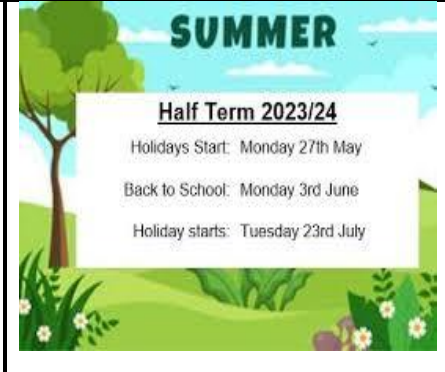 SUMMER
Half Term 2023/24
Holidays Start: Monday 27th May
Back to School: Monday 3rd June
Holiday starts: Tuesday 23rd July